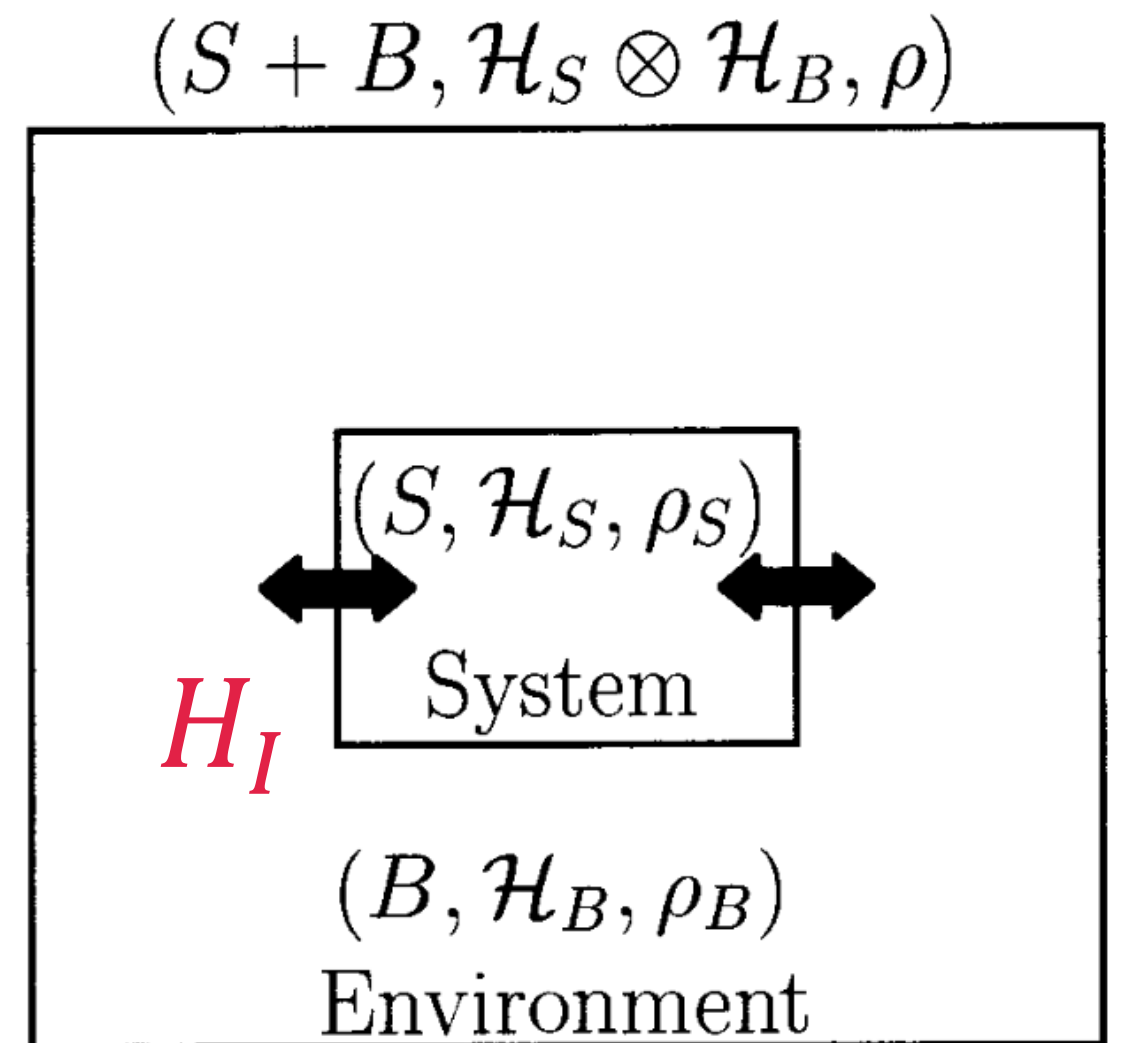 (S + B, ℋ_S ⊗ ℋ_B, ρ)
(S, ℋ_S, ρ_S)
System
H_I
(B, ℋ_B, ρ_B)
Environment